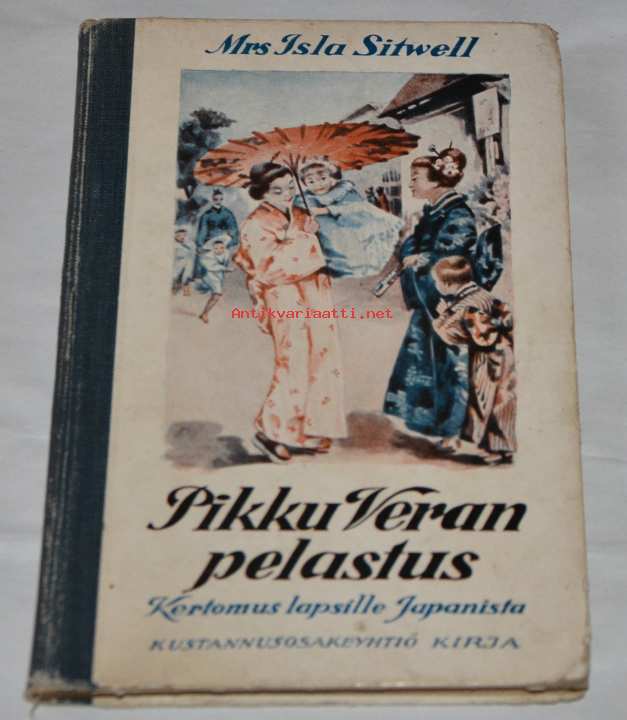 Mrs Isla Sitwell
Antikvariaatti.net
Pikku Veran
pelastus
Kertomus lapsille Japanista
KUSTANNUSOSAKEYHTIÖ KIRJA